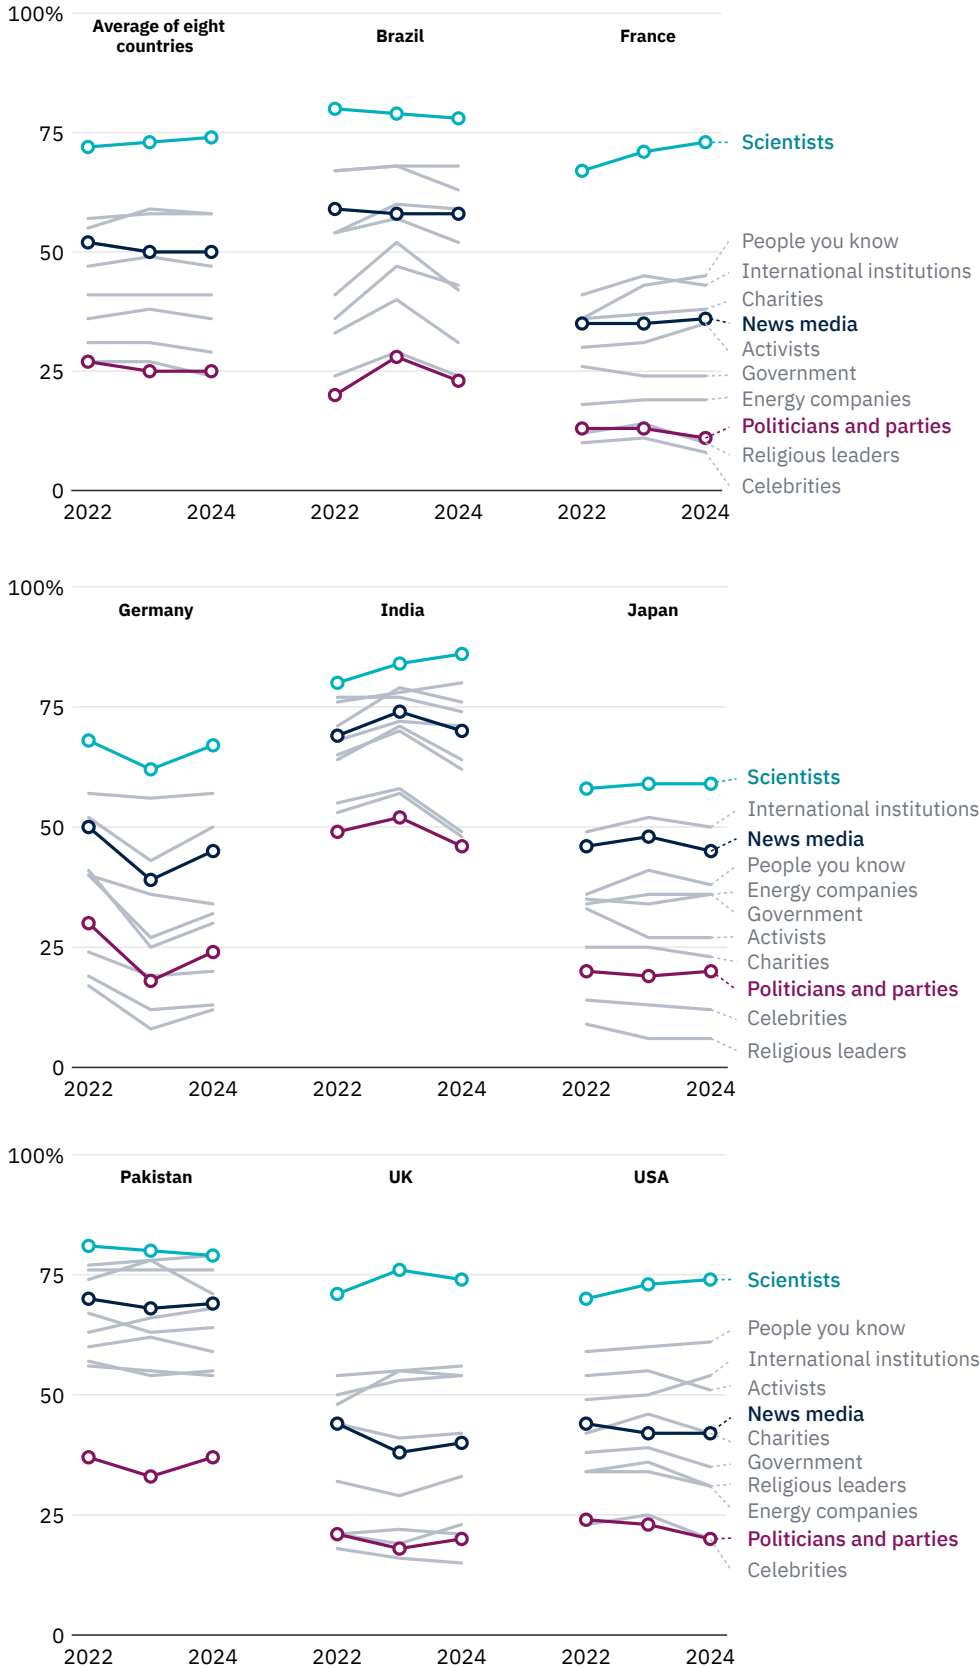 100%
Average of eight
countries
Brazil
France
75
Scientists
People you know
50
International institutions
Charities
News media
Activists
25
Government
Energy companies
Politicians and parties
Religious leaders
Celebrities
0
2022 2024 2022 2024 2022 2024
100%
Germany
India
Japan
75
Scientists
International institutions
50
News media
People you know
Energy companies
Government
25
Activists
Charities
Politicians and parties
Celebrities
Religious leaders
0
2022 2024 2022 2024 2022 2024
100%
Pakistan
UK
USA
75
Scientists
People you know
International institutions
50
Activists
News media
Charities
Government
Religious leaders
25
Energy companies
Politicians and parties
Celebrities
0
2022 2024 2022 2024 2022 2024